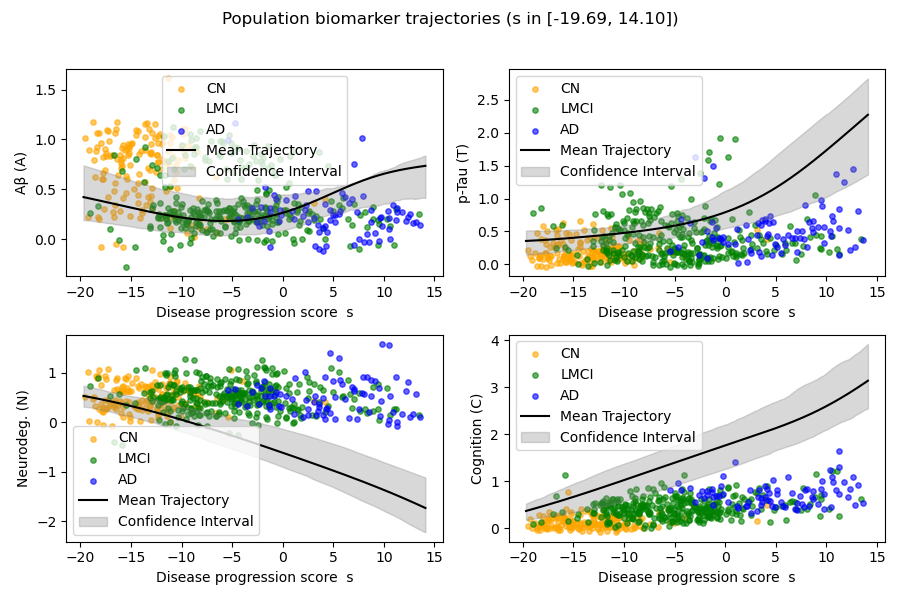 Population biomarker trajectories (s in [-19.69, 14.10])
Aβ (A)
1.5
1.0
0.5
0.0
CN
LMCI
AD
Mean Trajectory
Confidence Interval
−20 −15 −10 −5 0 5 10 15
Disease progression score s
p-Tau (T)
2.5
2.0
1.5
1.0
0.5
0.0
CN
LMCI
AD
Mean Trajectory
Confidence Interval
−20 −15 −10 −5 0 5 10 15
Disease progression score s
Neurodeg. (N)
1
0
−1
−2
CN
LMCI
AD
Mean Trajectory
Confidence Interval
−20 −15 −10 −5 0 5 10 15
Disease progression score s
Cognition (C)
4
3
2
1
0
CN
LMCI
AD
Mean Trajectory
Confidence Interval
−20 −15 −10 −5 0 5 10 15
Disease progression score s